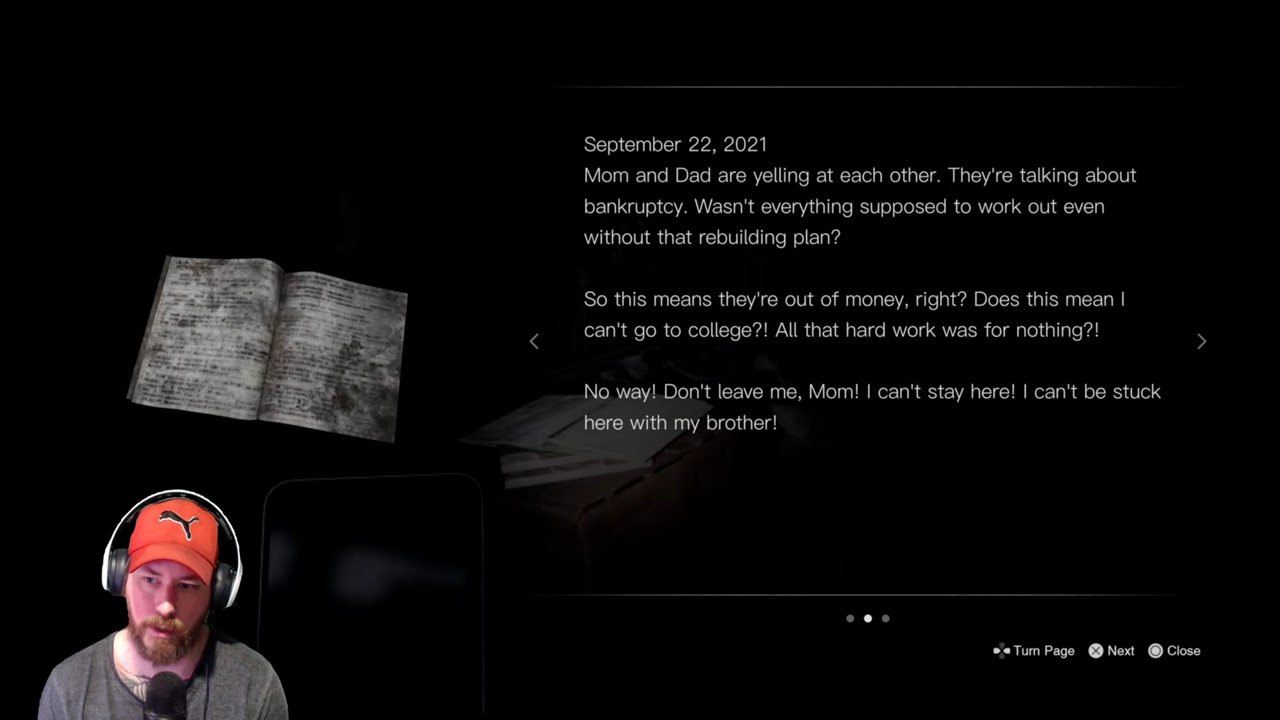 September 22, 2021
Mom and Dad are yelling at each other. They're talking about
bankruptcy. Wasn't everything supposed to work out even
without that rebuilding plan?
So this means they're out of money, right? Does this mean I
can't go to college?! All that hard work was for nothing?!
No way! Don't leave me, Mom! I can't stay here! I can't be stuck
here with my brother!
Turn Page Next Close